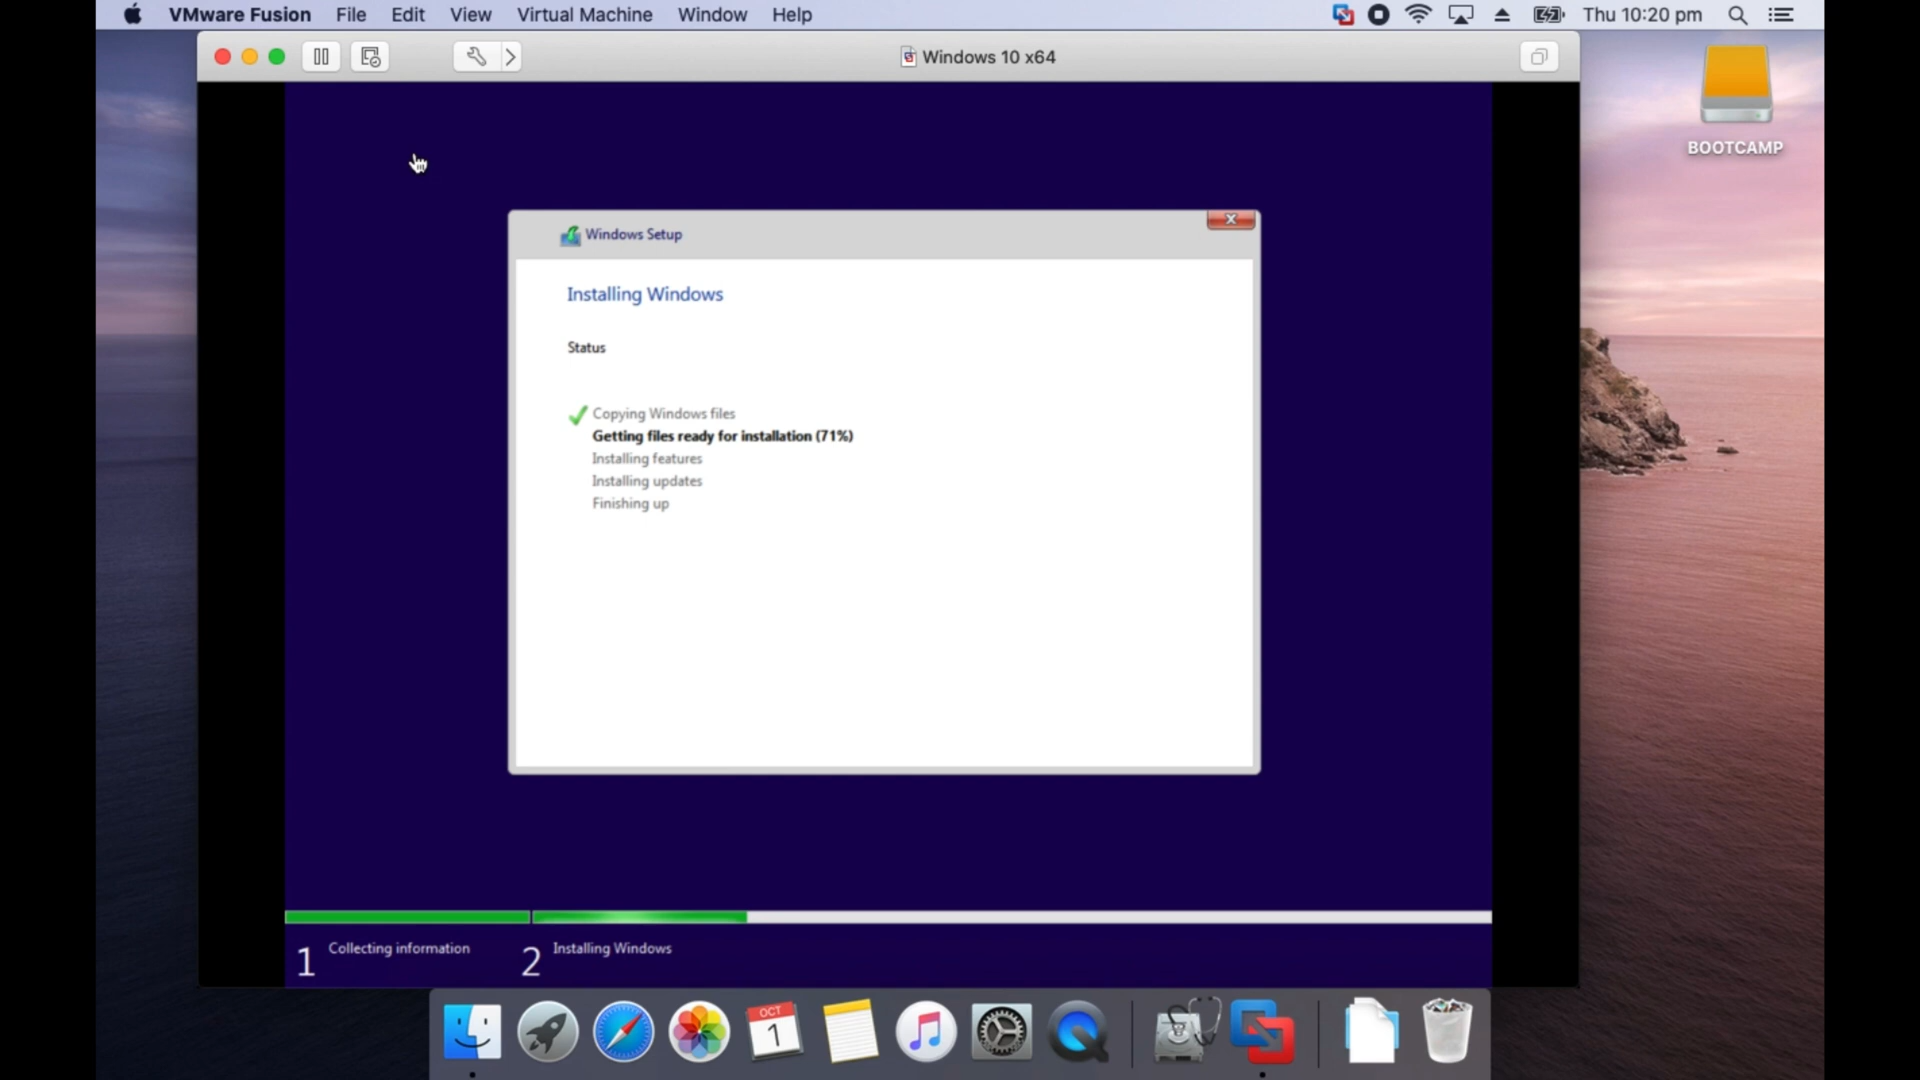 VMware Fusion File Edit View Virtual Machine Window Help Thu 10:20 pm
Windows 10 x64
BOOTCAMP
Windows Setup
Installing Windows
Status
Copying Windows files
Getting files ready for installation (71%)
Installing features
Installing updates
Finishing up
1 Collecting information 2 Installing Windows
OCT
1